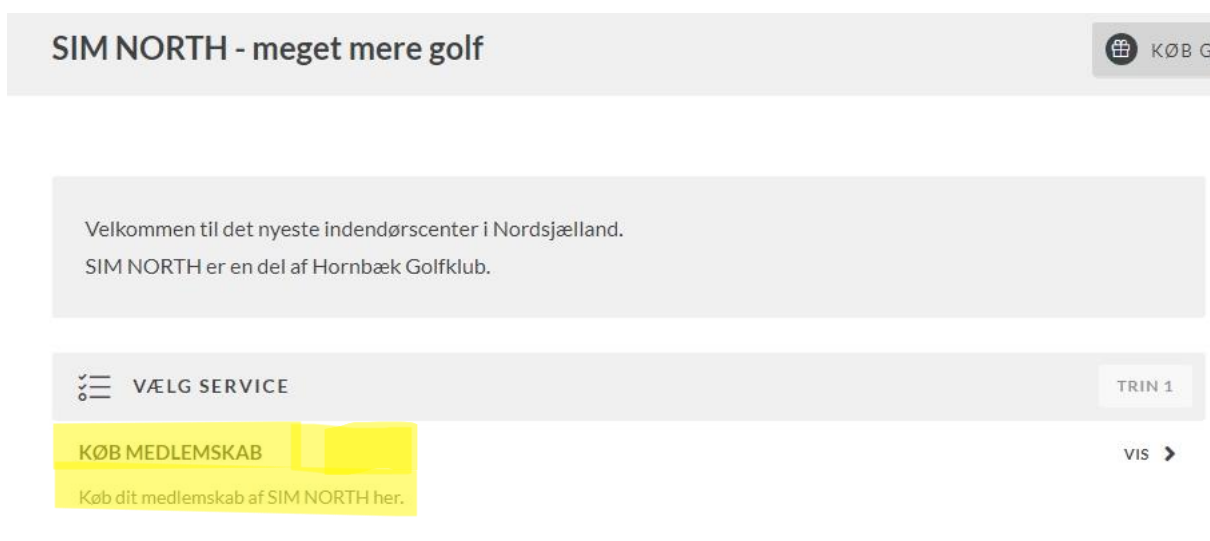 SIM NORTH - meget mere golf
KØB G
Velkommen til det nyeste indendørscenter i Nordsjælland.
SIM NORTH er en del af Hornbæk Golfklub.
VÆLG SERVICE
TRIN 1
KØB MEDLEMSKAB
VIS
Køb dit medlemskab af SIM NORTH her.